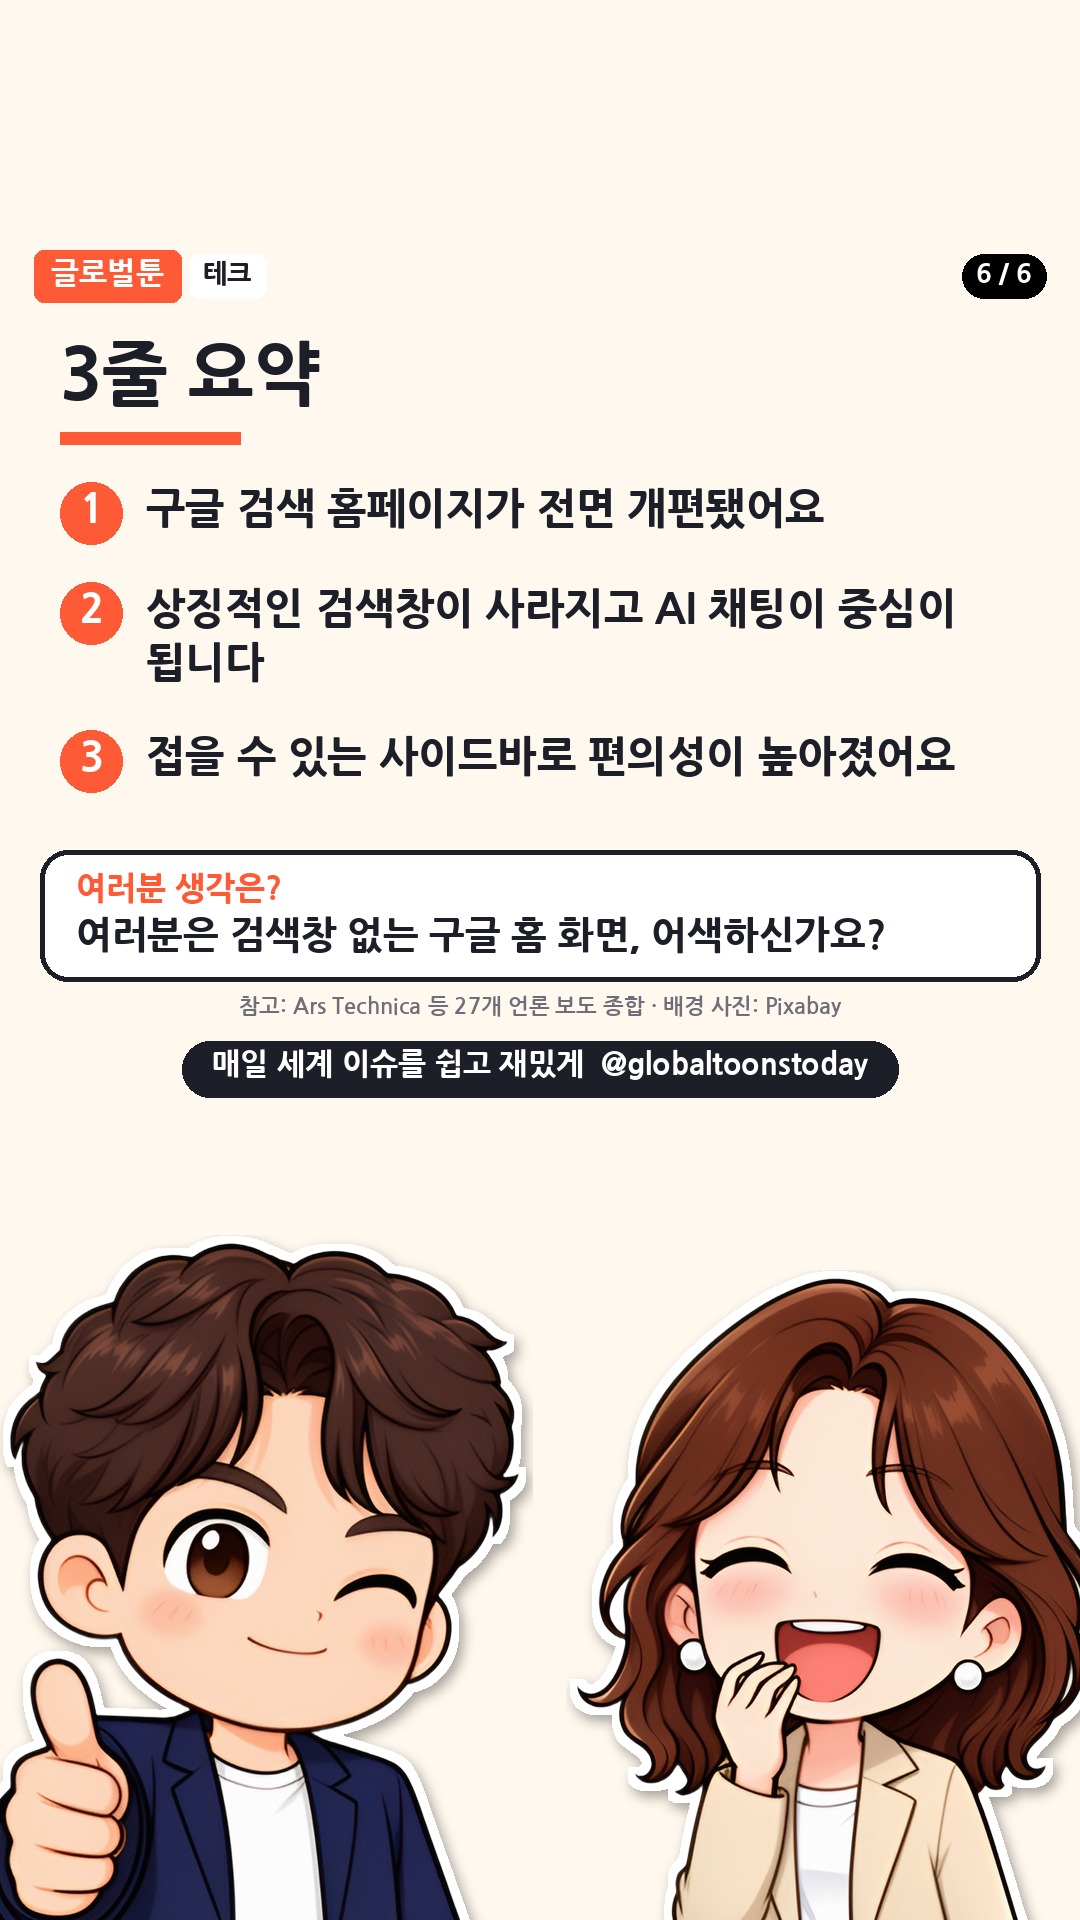 글로벌툰 테크 6 / 6
3줄 요약
1 구글 검색 홈페이지가 전면 개편됐어요
2 상징적인 검색창이 사라지고 AI 채팅이 중심이
됩니다
3 접을 수 있는 사이드바로 편의성이 높아졌어요
여러분 생각은?
여러분은 검색창 없는 구글 홈 화면, 어색하신가요?
참고: Ars Technica 등 27개 언론 보도 종합 · 배경 사진: Pixabay
매일 세계 이슈를 쉽고 재밌게 @globaltoonstoday